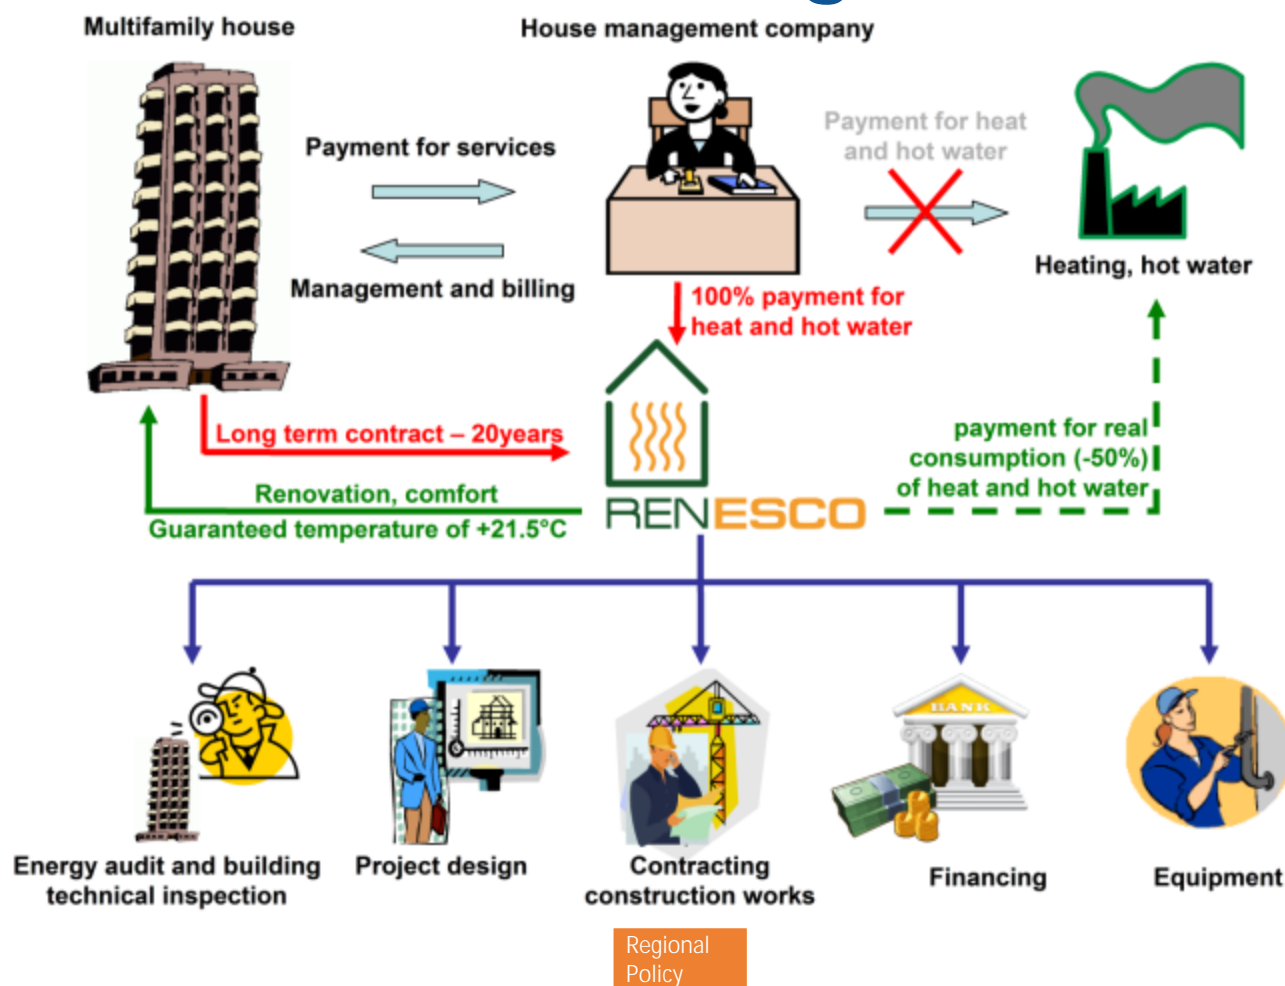 Multifamily house
House management company
Payment for services
Management and billing
Payment for heat
and hot water
Heating, hot water
100% payment for
heat and hot water
Long term contract – 20years
Renovation, comfort
Guaranteed temperature of +21.5°C
RENESCO
payment for real
consumption (-50%)
of heat and hot water
BANK
Energy audit and building
technical inspection
Project design
Contracting
construction works
Financing
Equipment
Regional
Policy